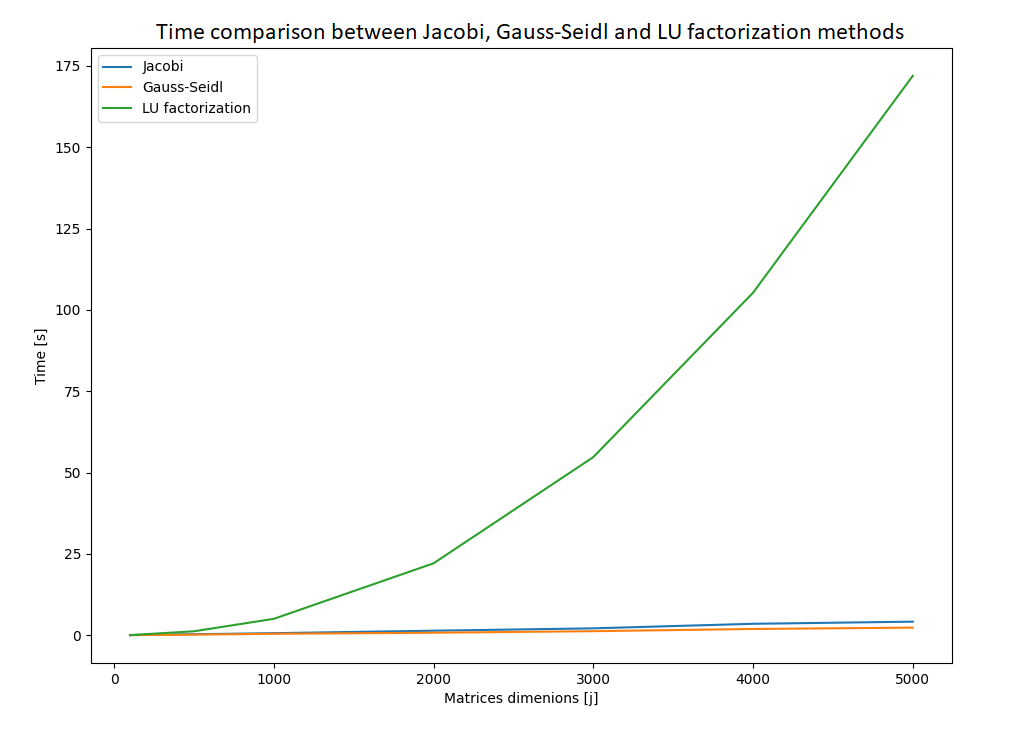 Time comparison between Jacobi, Gauss-Seidl and LU factorization methods
Jacobi
Gauss-Seidl
LU factorization
175
150
125
100
75
50
25
0
Time [s]
0 1000 2000 3000 4000 5000
Matrices dimenions [j]